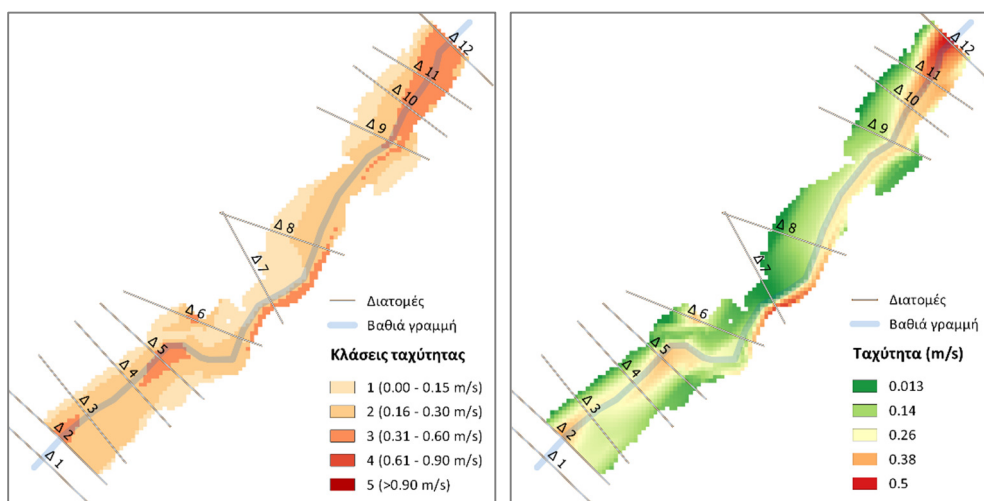 Δ 12
Δ 11
Δ 10
Δ 9
Δ 8
Δ 7
Δ 6
Δ 5
Δ 4
Δ 3
Δ 2
Δ 1
Διατομές
Βαθιά γραμμή
Κλάσεις ταχύτητας
1 (0.00 - 0.15 m/s)
2 (0.16 - 0.30 m/s)
3 (0.31 - 0.60 m/s)
4 (0.61 - 0.90 m/s)
5 (>0.90 m/s)
Δ 12
Δ 11
Δ 10
Δ 9
Δ 8
Δ 7
Δ 6
Δ 5
Δ 4
Δ 3
Δ 2
Δ 1
Διατομές
Βαθιά γραμμή
Ταχύτητα (m/s)
0.013
0.14
0.26
0.38
0.5